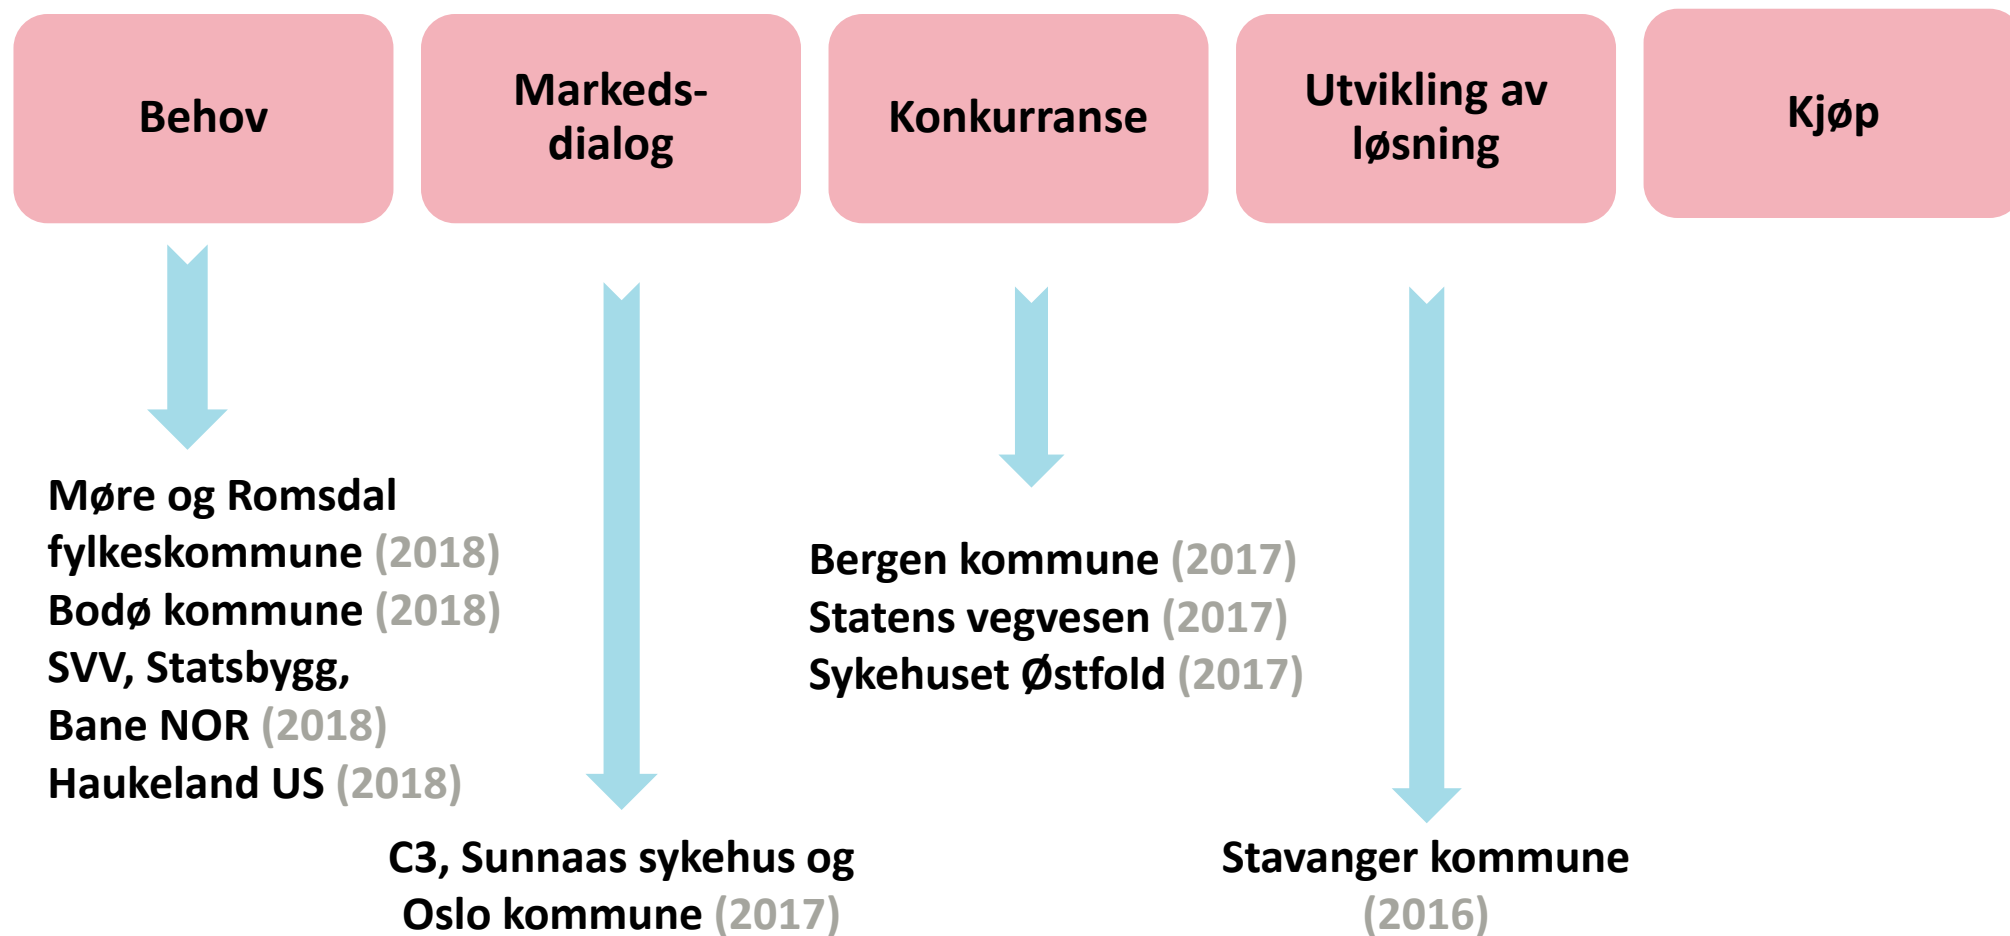 Behov
Markeds-
dialog
Konkurranse
Utvikling av
løsning
Kjøp
Møre og Romsdal
fylkeskommune (2018)
Bodø kommune (2018)
SVV, Statsbygg,
Bane NOR (2018)
Haukeland US (2018)
C3, Sunnaas sykehus og
Oslo kommune (2017)
Bergen kommune (2017)
Statens vegvesen (2017)
Sykehuset Østfold (2017)
Stavanger kommune
(2016)